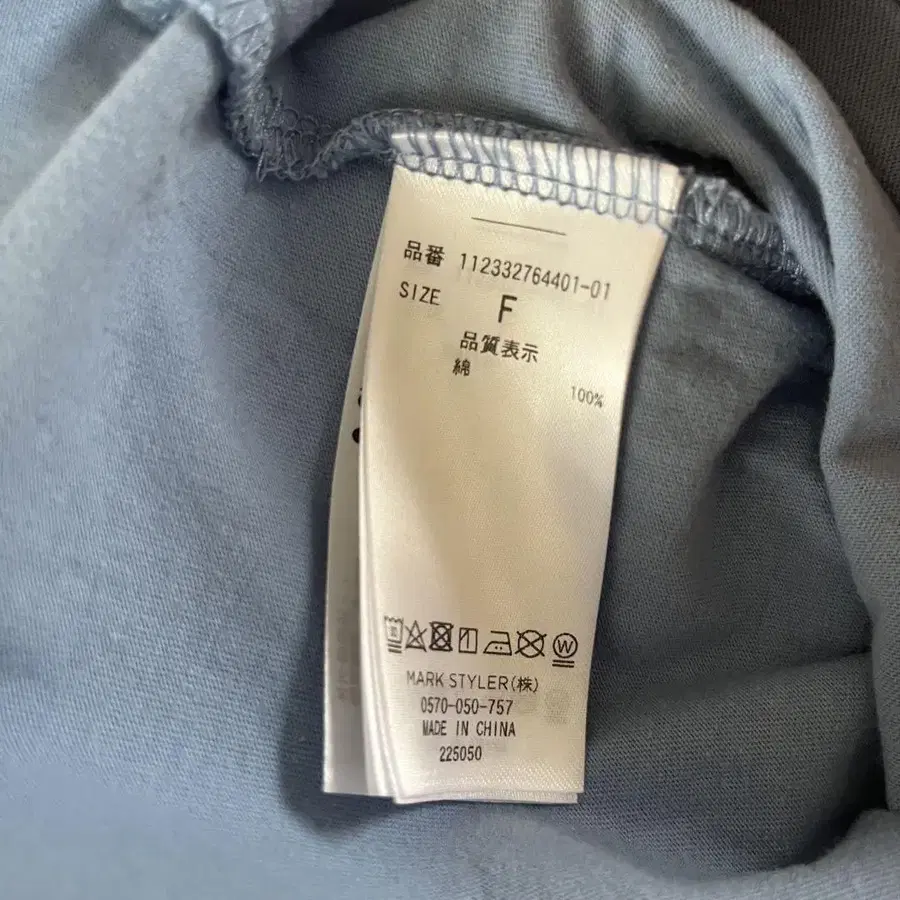 品番 112332764401-01
SIZE F
品質表示
綿 100%
W
MARK STYLER(株)
0570-050-757
MADE IN CHINA
225050